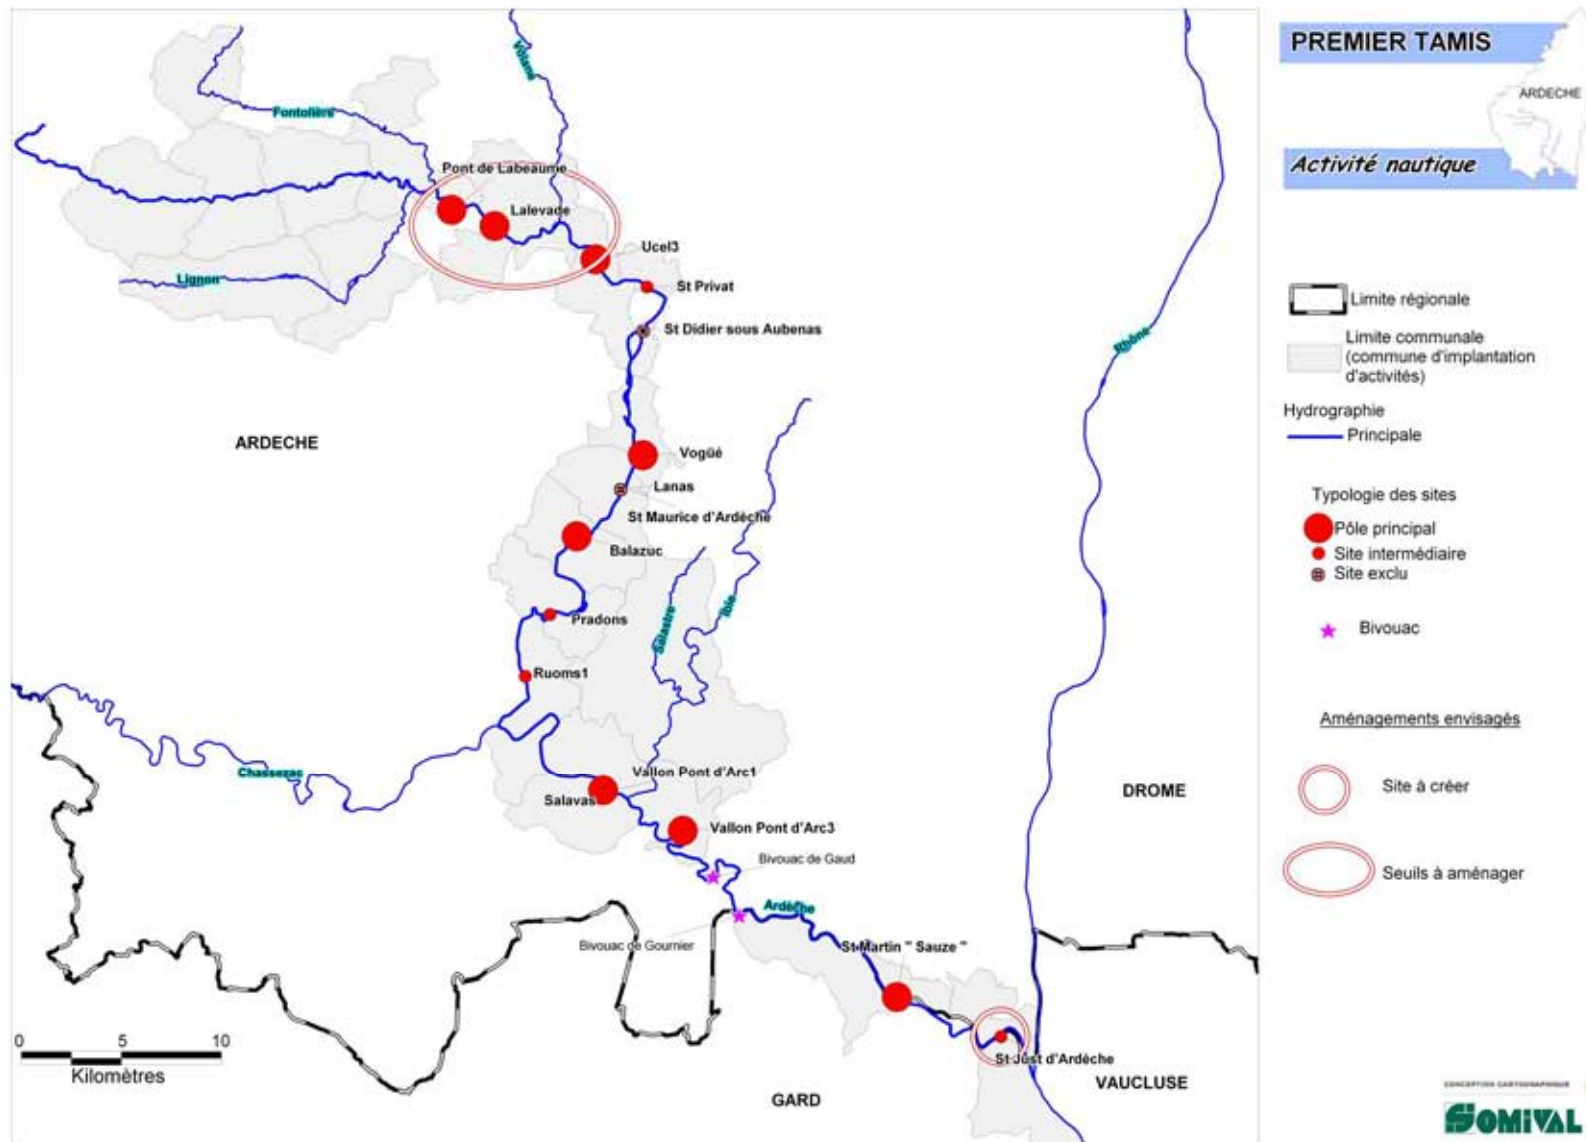 Volane
Fontolière
Pont de Labeaume
Lalevade
Ucel3
Lignon
St Privat
St Didier sous Aubenas
Rhône
ARDECHE
Vogüé
Lanas
St Maurice d'Ardèche
Balazuc
Salastre
Ibie
Pradons
Ruoms1
Chassezac
Vallon Pont d'Arc1
Salavas
DROME
Vallon Pont d'Arc3
Bivouac de Gaud
Ardèche
Bivouac de Gournier
St Martin " Sauze "
St Just d'Ardèche
VAUCLUSE
GARD
0 5 10
Kilomètres
PREMIER TAMIS
ARDECHE
Activité nautique
Limite régionale
Limite communale
(commune d'implantation
d'activités)
Hydrographie
Principale
Typologie des sites
Pôle principal
Site intermédiaire
Site exclu
Bivouac
Aménagements envisagés
Site à créer
Seuils à aménager
CONCEPTION CARTOGRAPHIQUE
SOMIVAL